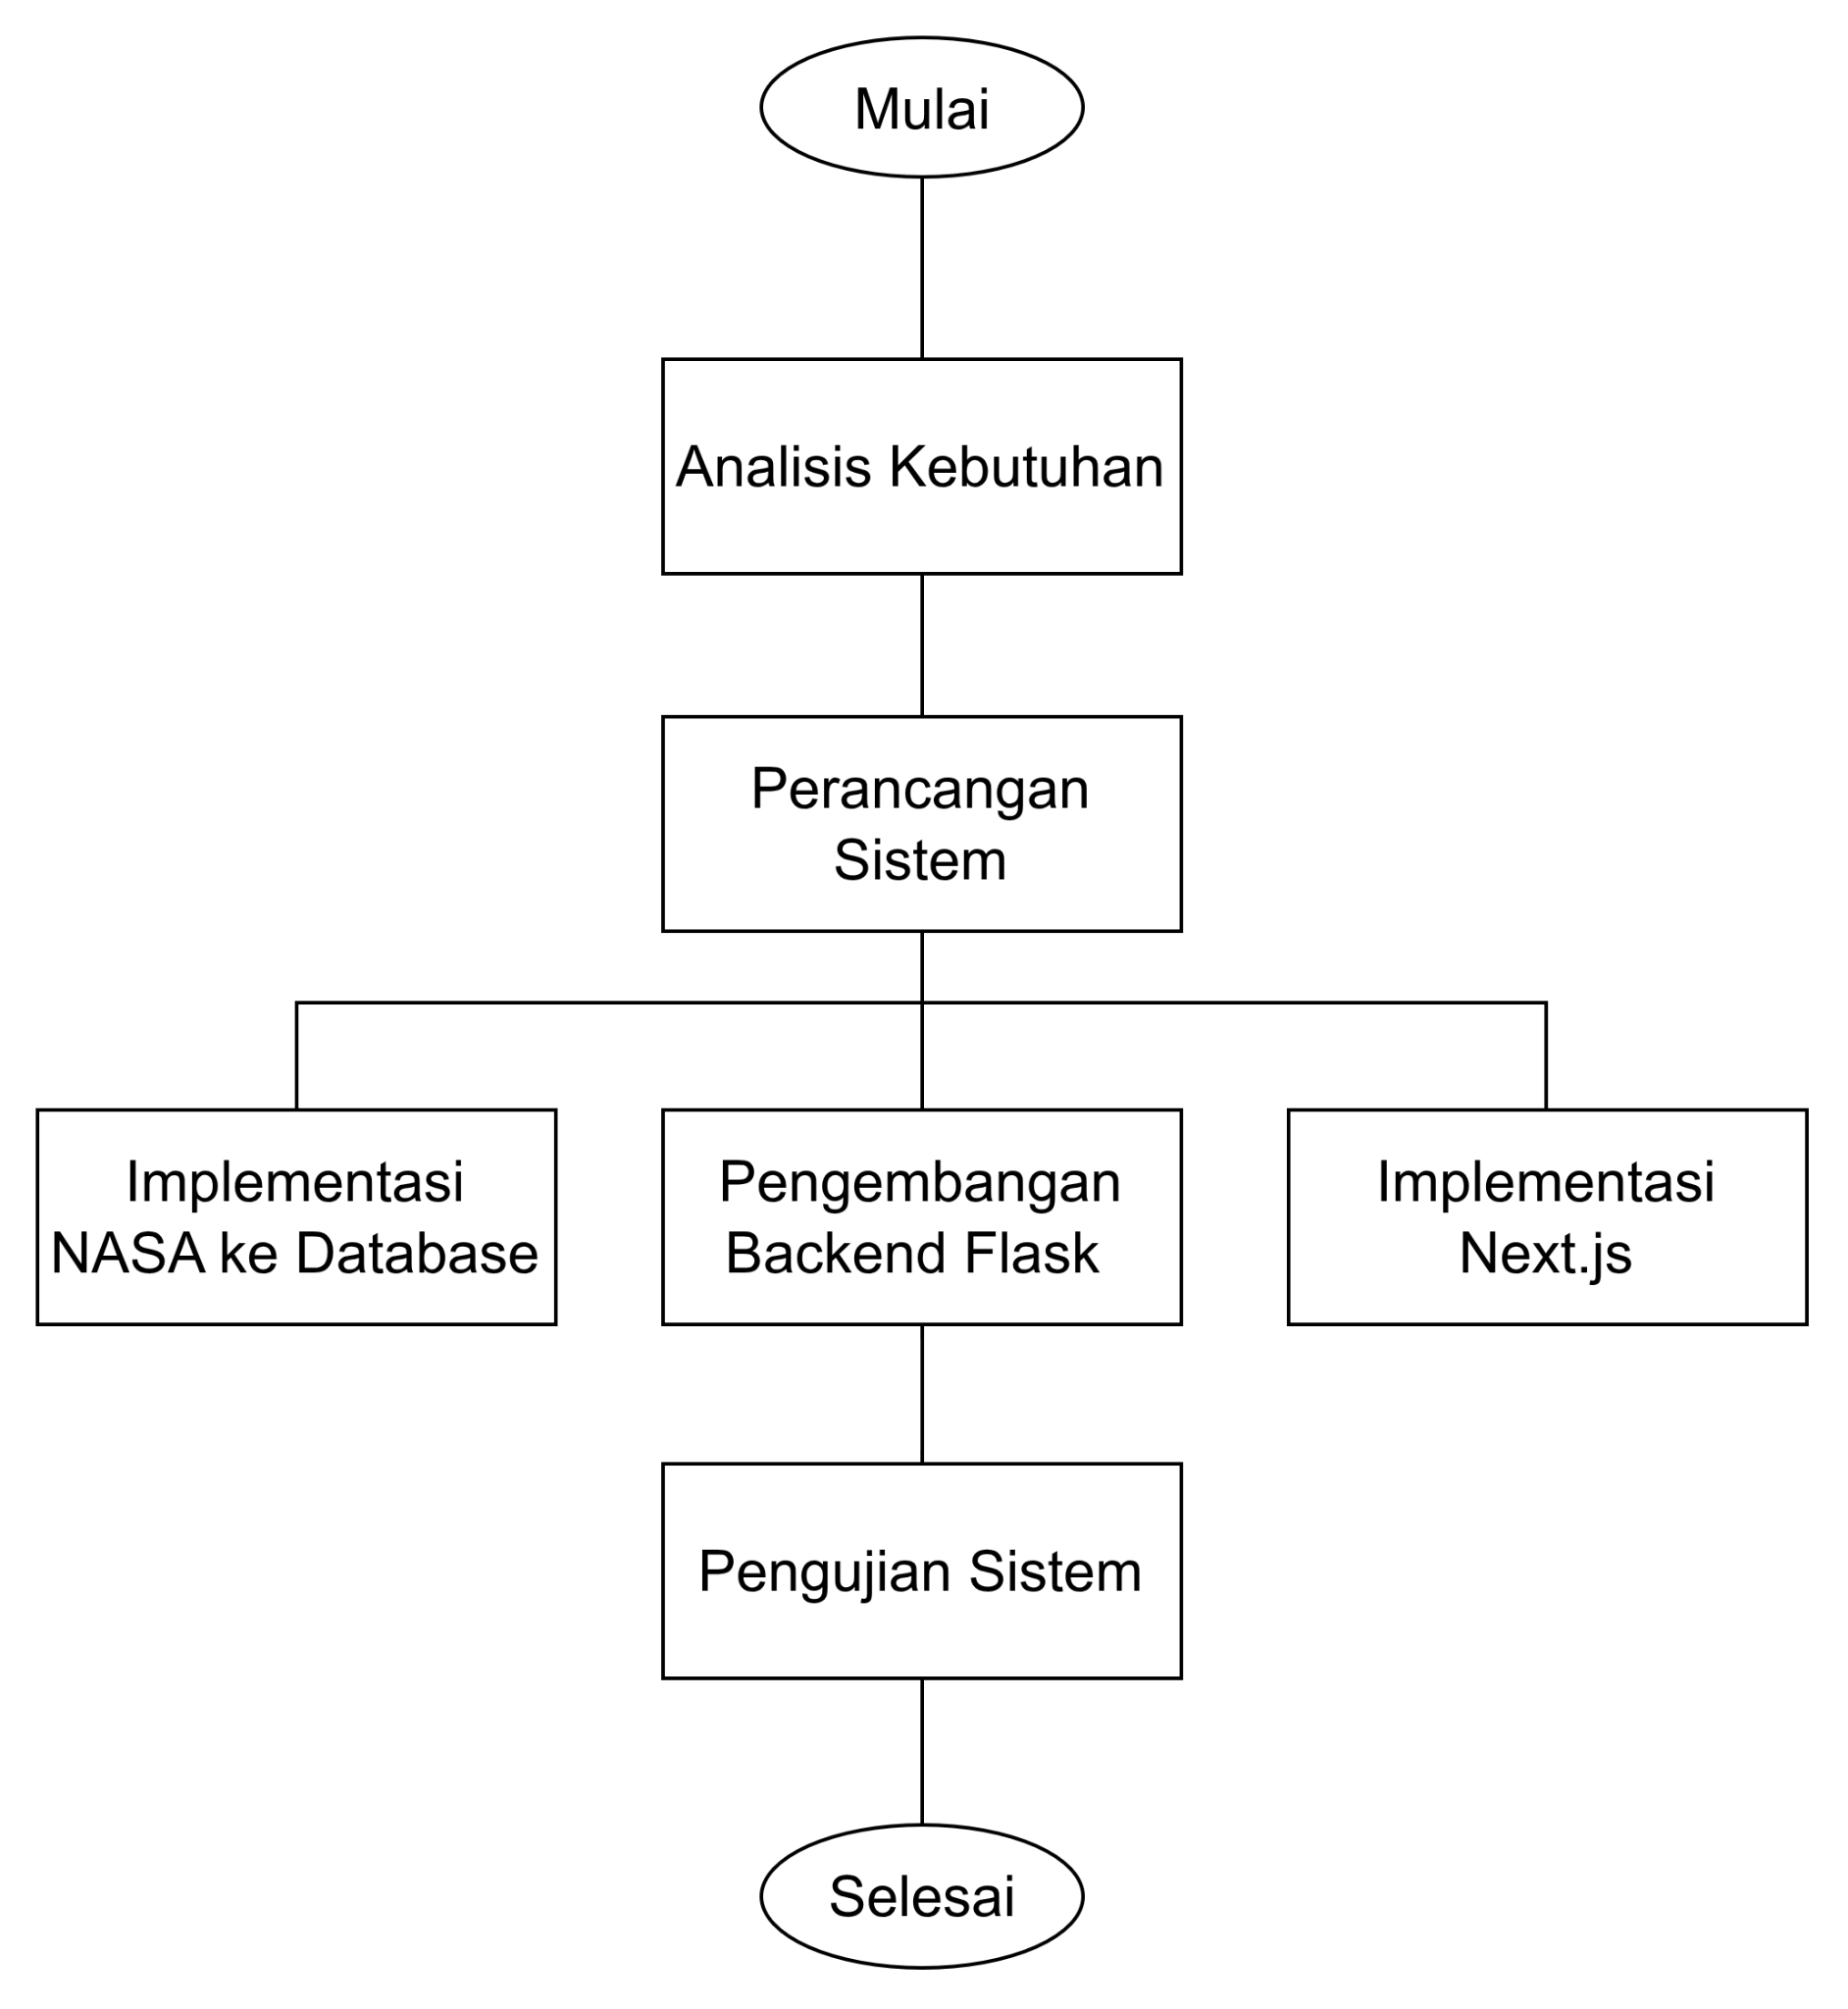 Mulai
Analisis Kebutuhan
Perancangan
Sistem
Implementasi
NASA ke Database
Pengembangan
Backend Flask
Implementasi
Next.js
Pengujian Sistem
Selesai